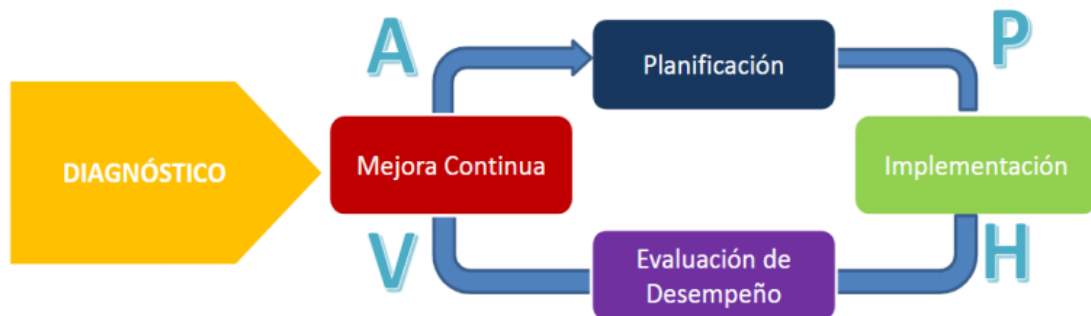 A
Planificación
P
DIAGNÓSTICO
Mejora Continua
Implementación
V
Evaluación de
Desempeño
H